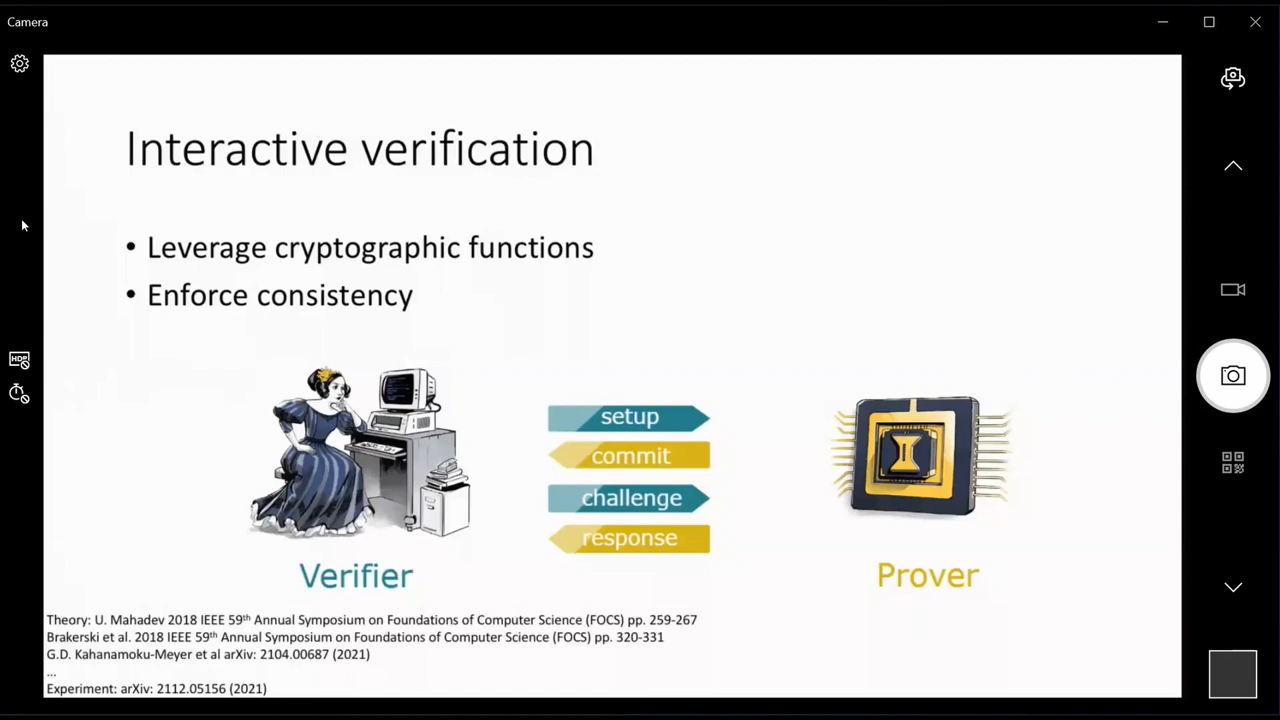 Camera
Interactive verification
• Leverage cryptographic functions
• Enforce consistency
setup
commit
challenge
response
Verifier
Prover
Theory: U. Mahadev 2018 IEEE 59th Annual Symposium on Foundations of Computer Science (FOCS) pp. 259-267
Brakerski et al. 2018 IEEE 59th Annual Symposium on Foundations of Computer Science (FOCS) pp. 320-331
G.D. Kahanamoku-Meyer et al arXiv: 2104.00687 (2021)
...
Experiment: arXiv: 2112.05156 (2021)
HDR